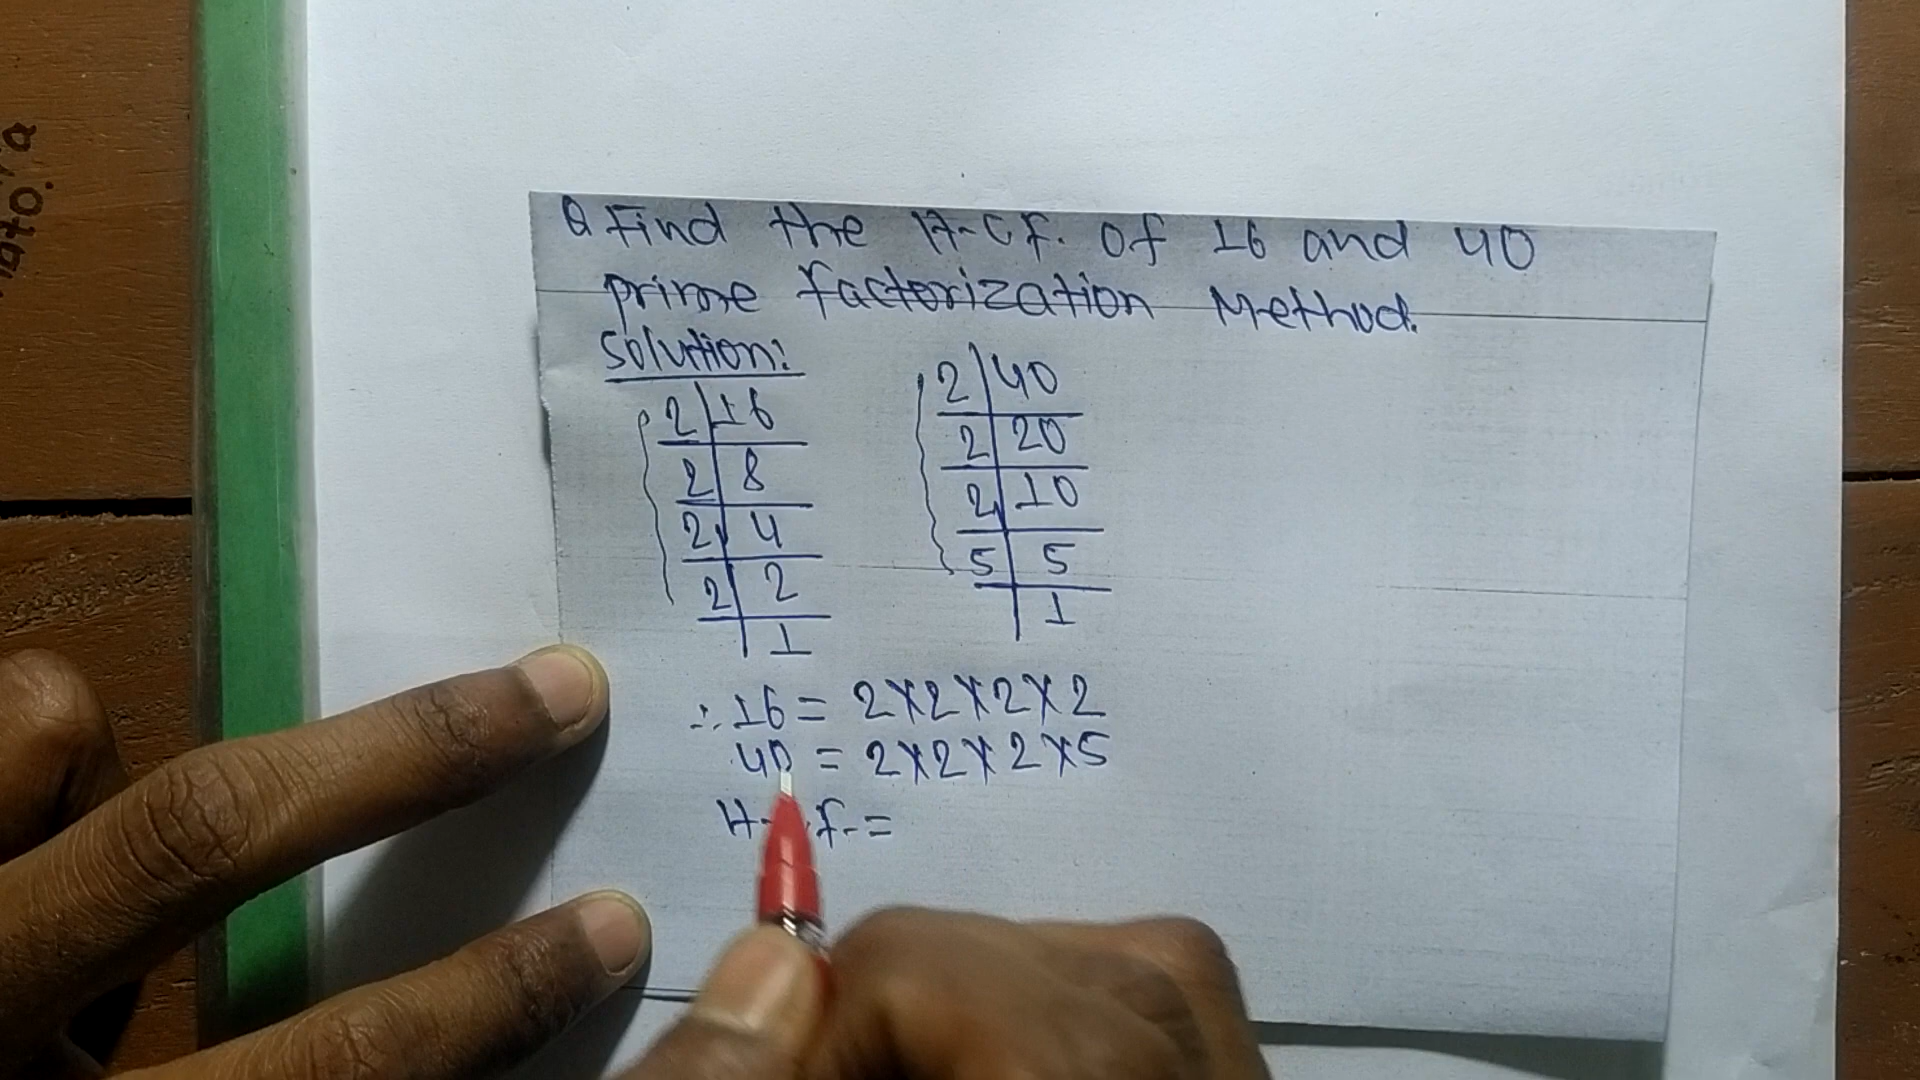 Q Find the H.C.F. of 16 and 40
prime factorization Method.
Solution:
2 16
2 8
2 4
2 2
1
2 40
2 20
2 10
5 5
1
∴ 16 = 2×2×2×2
40 = 2×2×2×5
=